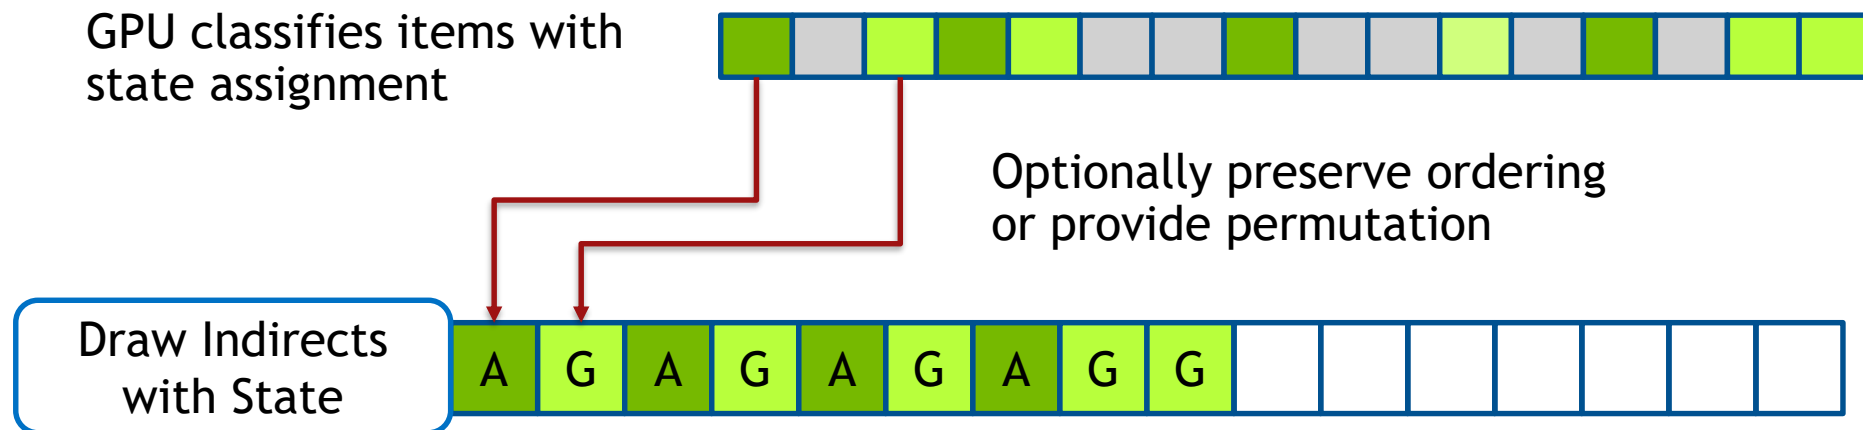 GPU classifies items with
state assignment
Optionally preserve ordering
or provide permutation
Draw Indirects
with State
A G A G A G A G G